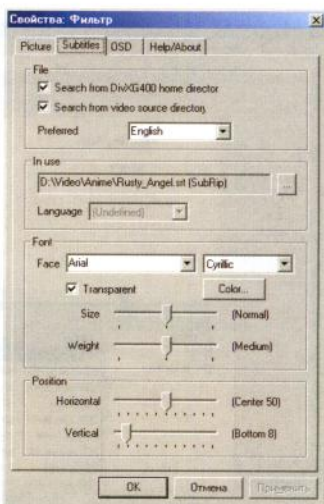 Свойства: Фильтр
Picture Subtitles OSD Help/About
File
Search from DivXG400 home director
Search from video source directory
Preferred English
In use
D:\Video\Anime\Rusty_Angel.srt (SubRip)
...
Language (Undefined)
Font
Face Arial Cyrillic
Transparent Color...
Size (Normal)
Weight (Medium)
Position
Horizontal (Center 50)
Vertical (Bottom 8)
OK Отмена Применить